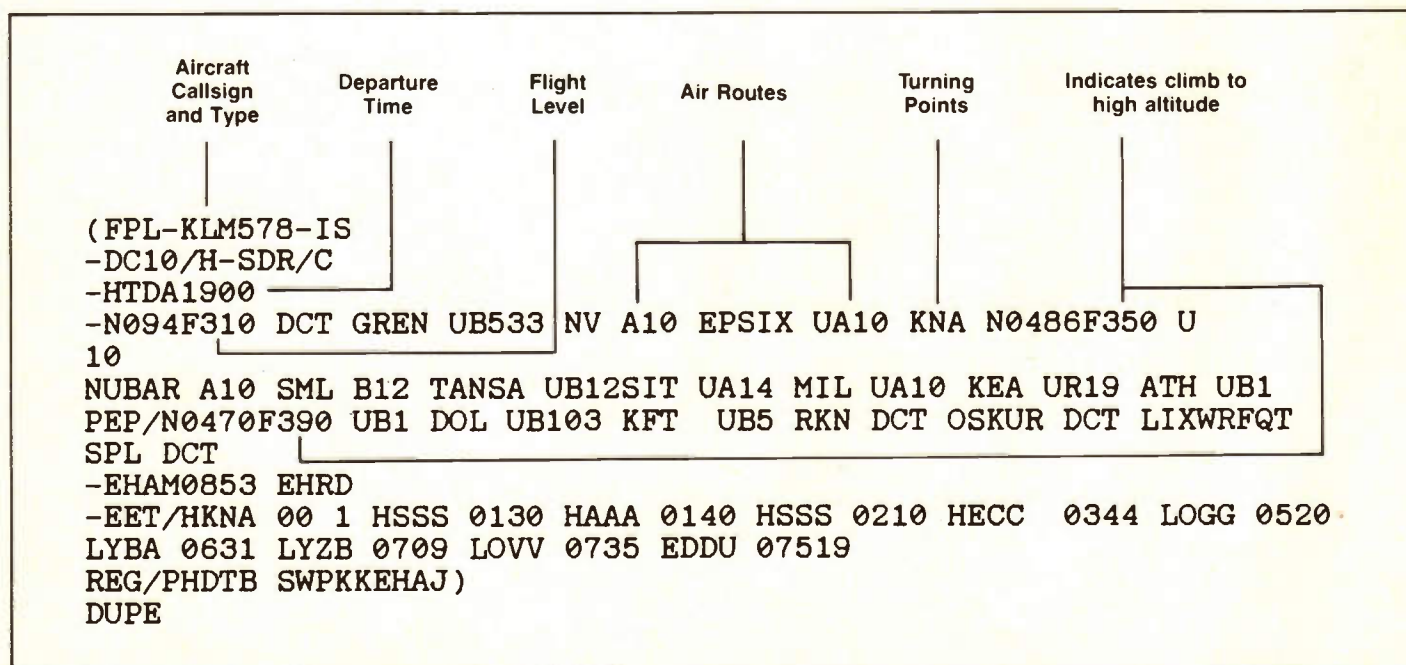 Aircraft
Callsign
and Type
Departure
Time
Flight
Level
Air Routes
Turning
Points
Indicates climb to
high altitude
(FPL-KLM578-IS
-DC10/H-SDR/C
-HTDA1900
-N094F310 DCT GREN UB533 NV A10 EPSIX UA10 KNA N0486F350 U
10
NUBAR A10 SML B12 TANSA UB12SIT UA14 MIL UA10 KEA UR19 ATH UB1
PEP/N0470F390 UB1 DOL UB103 KFT UB5 RKN DCT OSKUR DCT LIXWRFQT
SPL DCT
-EHAM0853 EHRD
-EET/HKNA 00 1 HSSS 0130 HAAA 0140 HSSS 0210 HECC 0344 LOGG 0520
LYBA 0631 LYZB 0709 LOVV 0735 EDDU 07519
REG/PHDTB SWPKKEHAJ)
DUPE